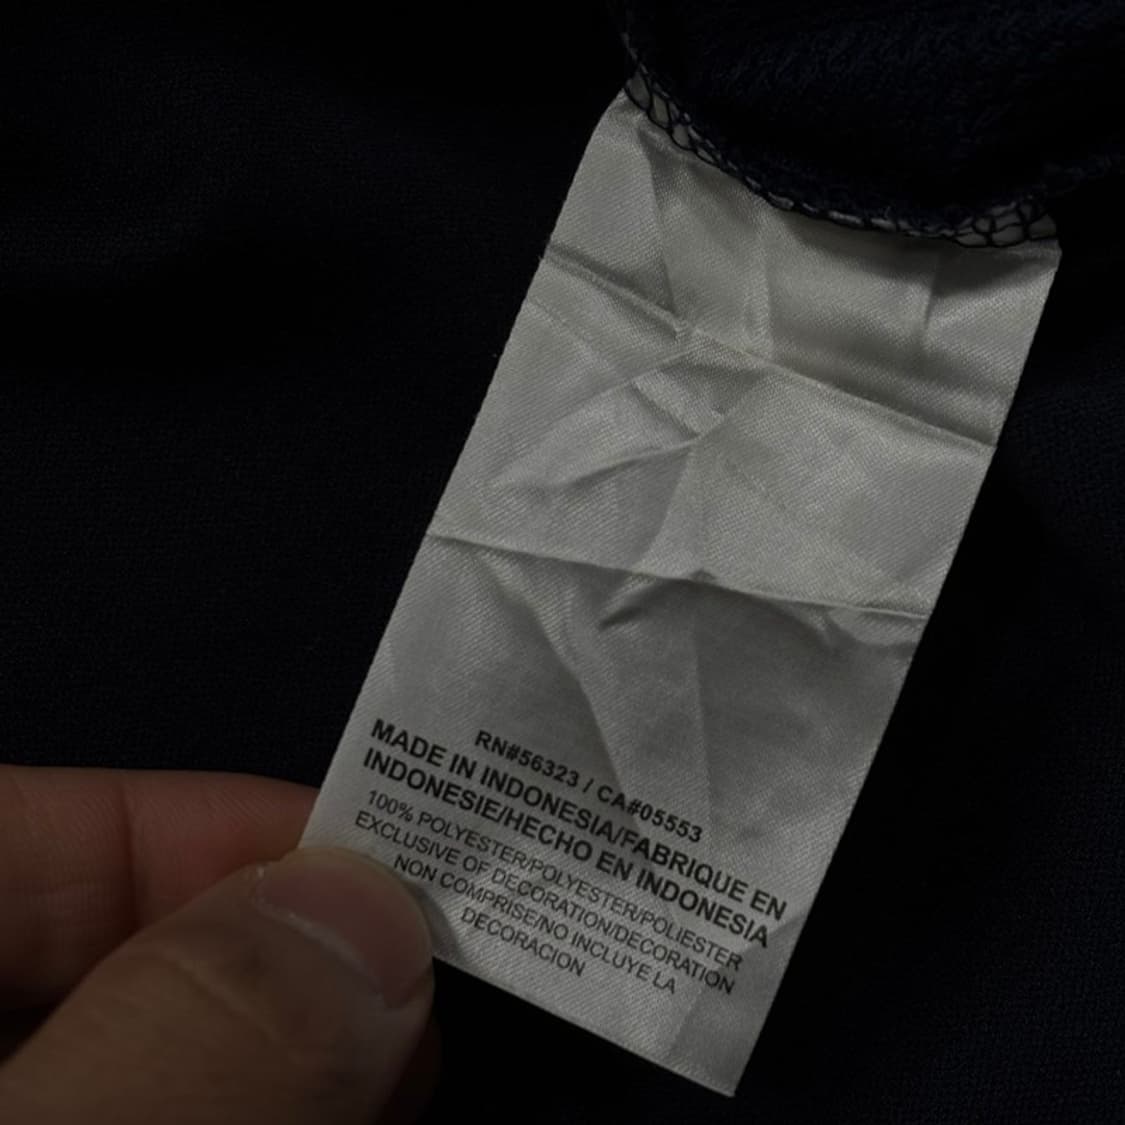 RN#56323 / CA#05553
MADE IN INDONESIA/FABRIQUE EN
INDONESIE/HECHO EN INDONESIA
100% POLYESTER/POLYESTER/POLIESTER
EXCLUSIVE OF DECORATION/DECORATION
NON COMPRISE/NO INCLUYE LA
DECORACION